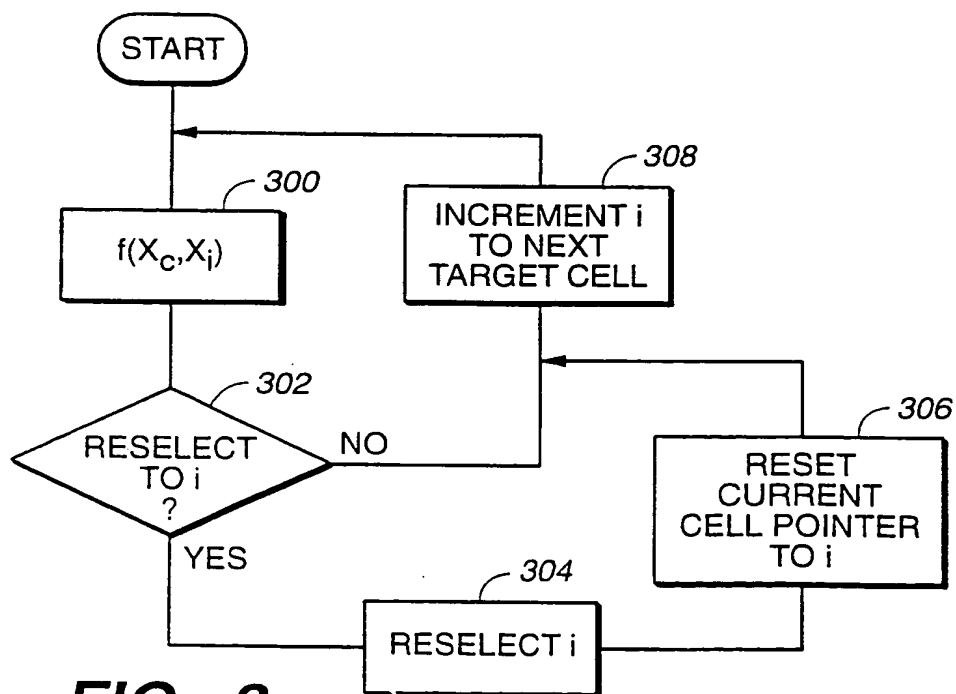 START
300
f(Xc,Xi)
308
INCREMENT i
TO NEXT
TARGET CELL
302
RESELECT
TO i
?
NO
YES
306
RESET
CURRENT
CELL POINTER
TO i
304
RESELECT i
FIG.